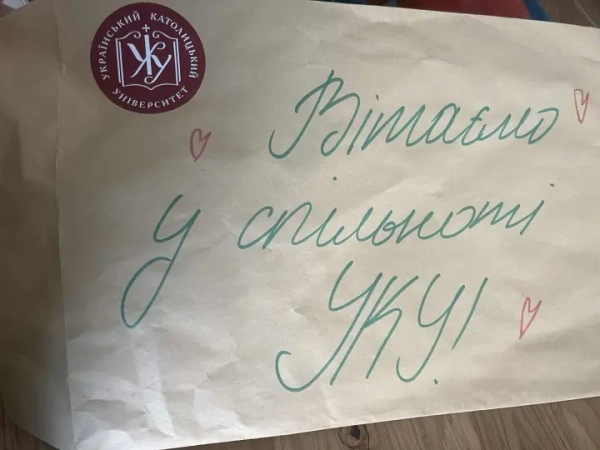 УКРАЇНСЬКИЙ КАТОЛИЦЬКИЙ
УНІВЕРСИТЕТ
УКУ
Вітаємо
у спільноті
УКУ!